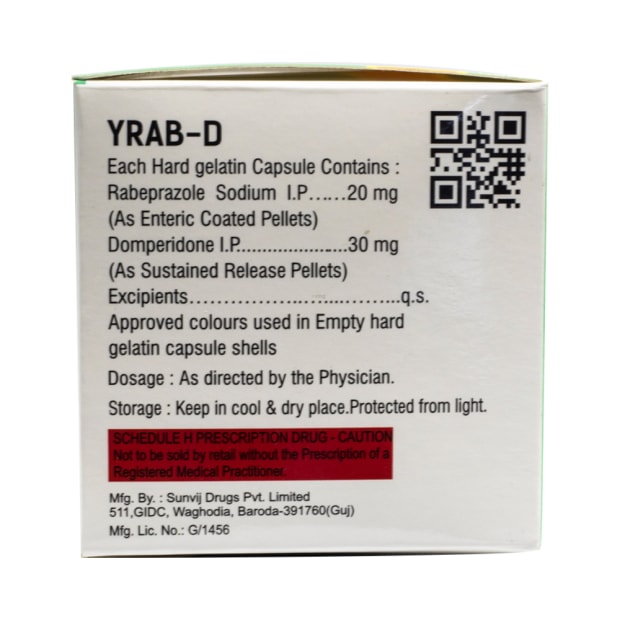 YRAB-D
Each Hard gelatin Capsule Contains :
Rabeprazole Sodium I.P......20 mg
(As Enteric Coated Pellets)
Domperidone I.P.....................30 mg
(As Sustained Release Pellets)
Excipients.................................q.s.
Approved colours used in Empty hard
gelatin capsule shells
Dosage : As directed by the Physician.
Storage : Keep in cool & dry place.Protected from light.
SCHEDULE H PRESCRIPTION DRUG - CAUTION
Not to be sold by retail without the Prescription of a
Registered Medical Practitioner.
Mfg. By. : Sunvij Drugs Pvt. Limited
511,GIDC, Waghodia, Baroda-391760(Guj)
Mfg. Lic. No.: G/1456